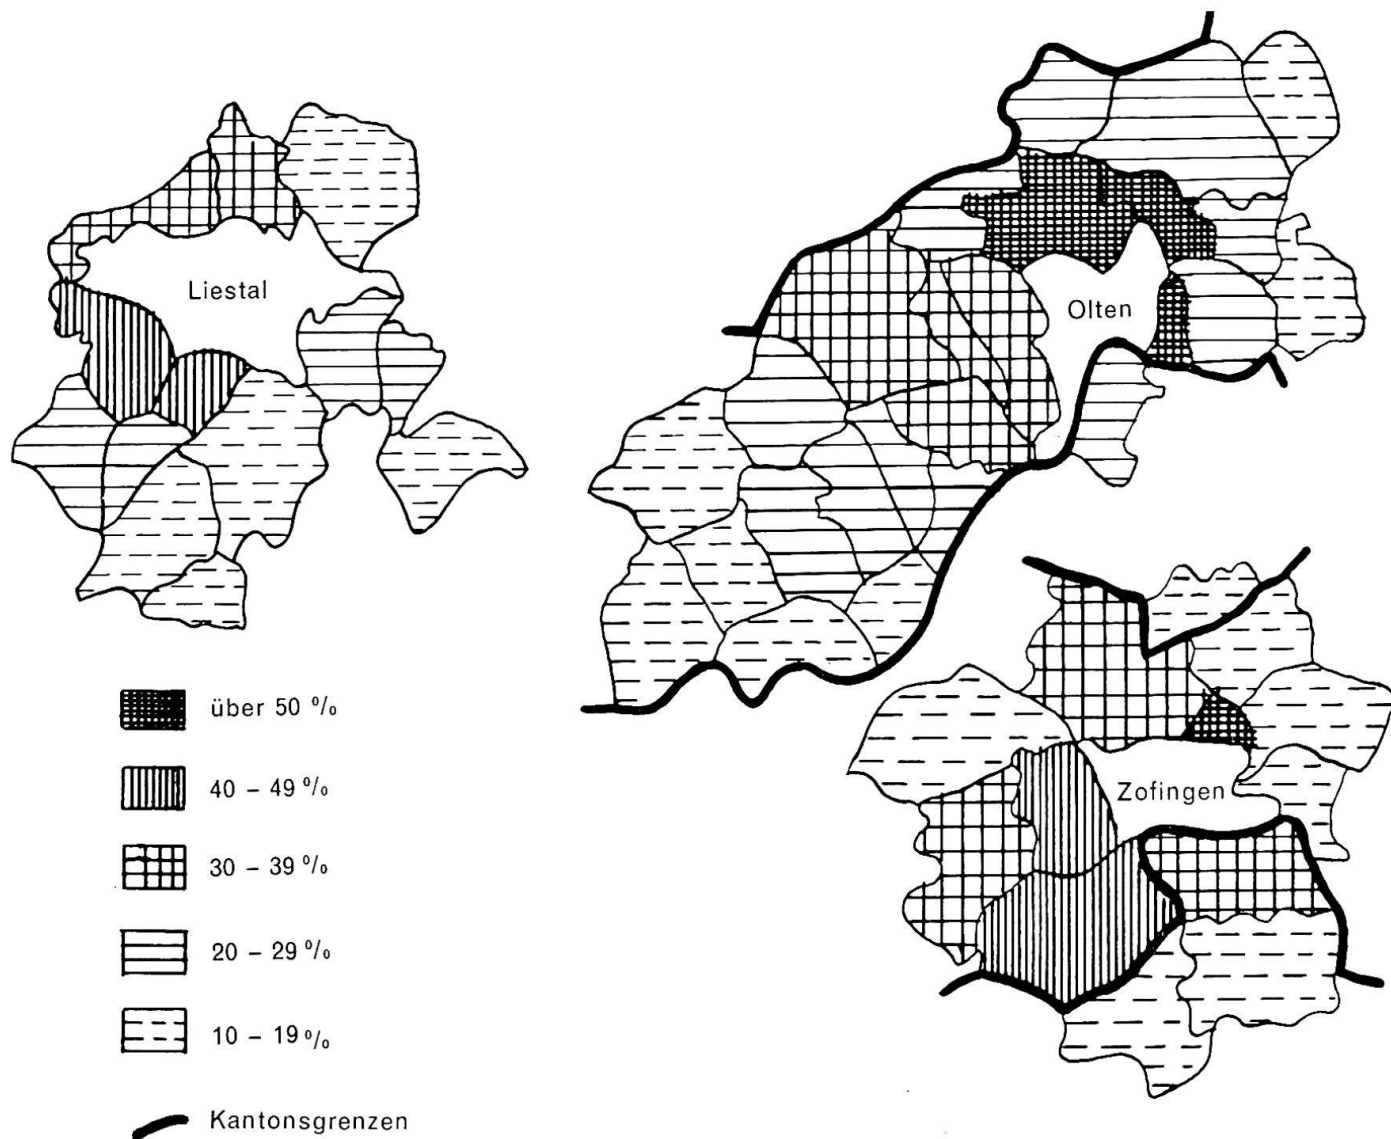 Liestal
Olten
Zofingen
über 50 %
40 – 49 %
30 – 39 %
20 – 29 %
10 – 19 %
Kantonsgrenzen